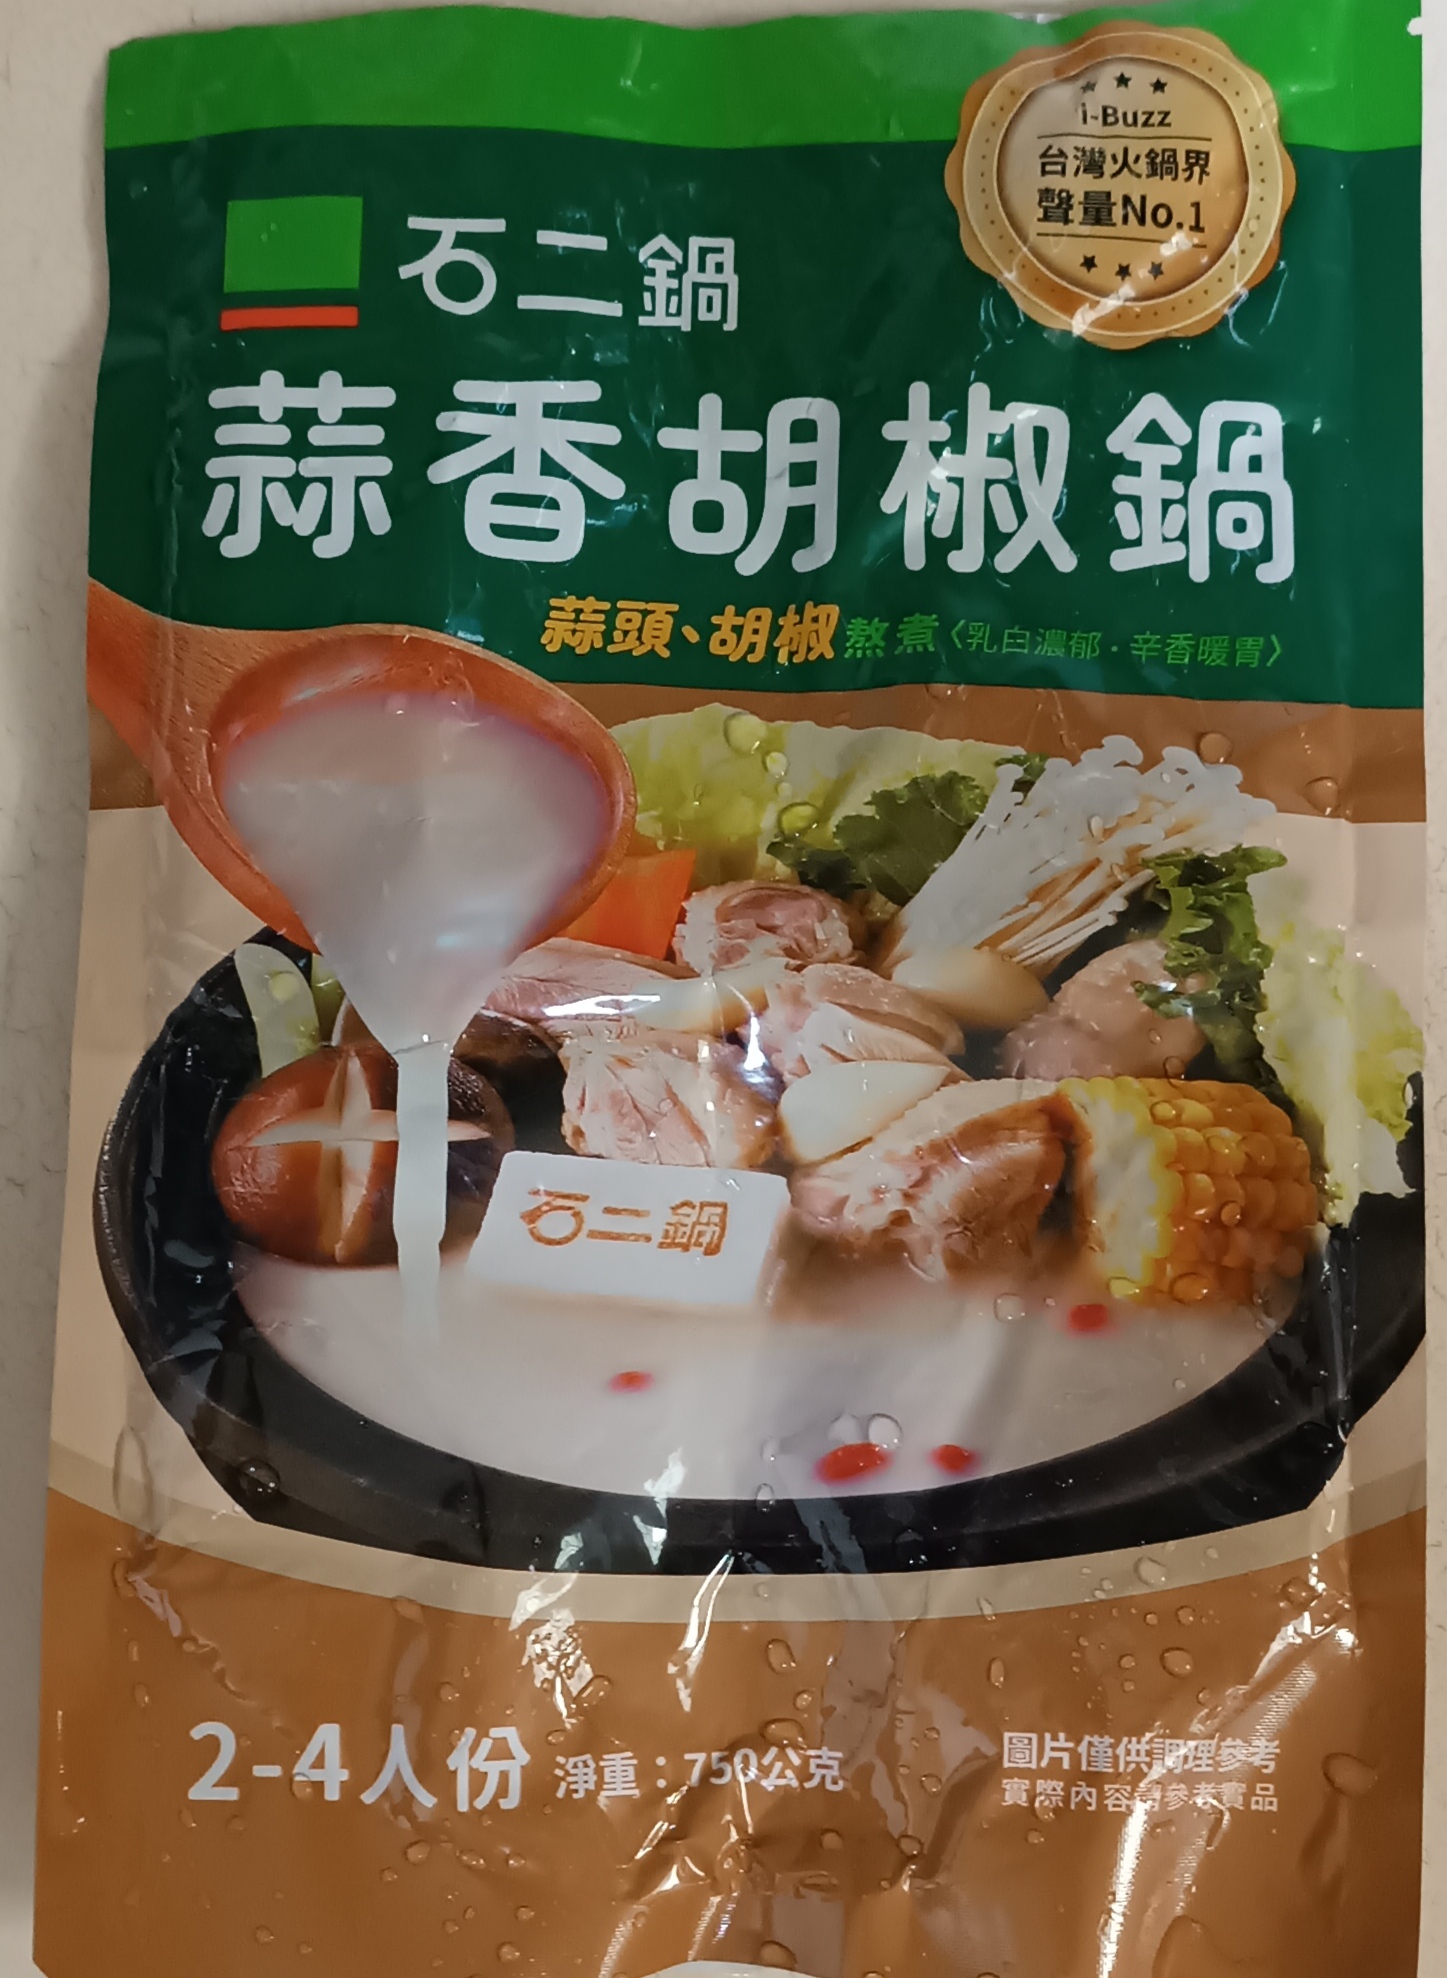 i-Buzz
台灣火鍋界
聲量No.1
石二鍋
蒜香胡椒鍋
蒜頭、胡椒熬煮〈乳白濃郁·辛香暖胃〉
石二鍋
2-4人份 淨重：750公克
圖片僅供調理參考
實際內容請參考實品